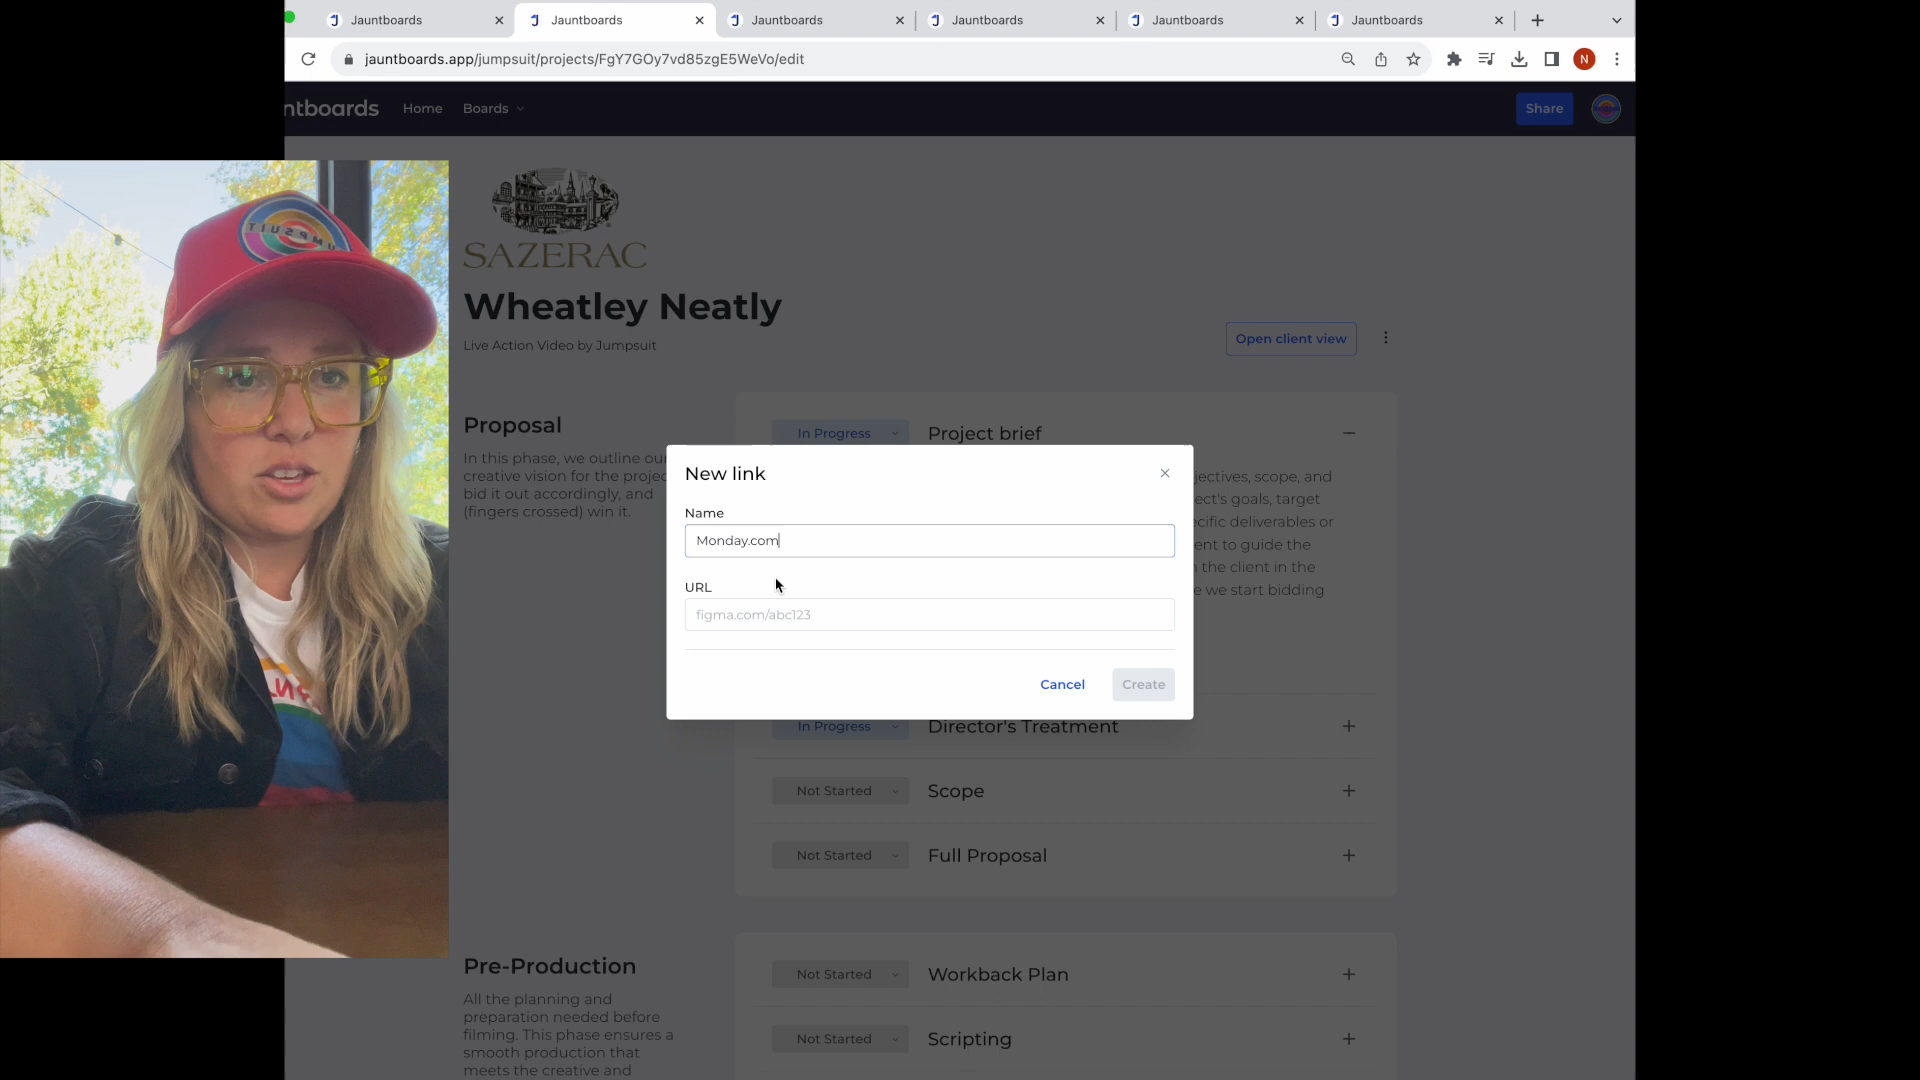 Jauntboards
Jauntboards
Jauntboards
Jauntboards
Jauntboards
Jauntboards
jauntboards.app/jumpsuit/projects/FgY7GOy7vd85zgE5WeVo/edit
N
ntboards
Home
Boards
Share
JUMPSUIT
SAZERAC
Wheatley Neatly
Live Action Video by Jumpsuit
Open client view
Proposal
In this phase, we outline our
creative vision for the projec
bid it out accordingly, and
(fingers crossed) win it.
In Progress
Project brief
jectives, scope, and
ect's goals, target
ecific deliverables or
ent to guide the
n the client in the
e we start bidding
New link
Name
Monday.com
URL
figma.com/abc123
Cancel
Create
In Progress
Director's Treatment
Not Started
Scope
Not Started
Full Proposal
Pre-Production
All the planning and
preparation needed before
filming. This phase ensures a
smooth production that
meets the creative and
Not Started
Workback Plan
Not Started
Scripting